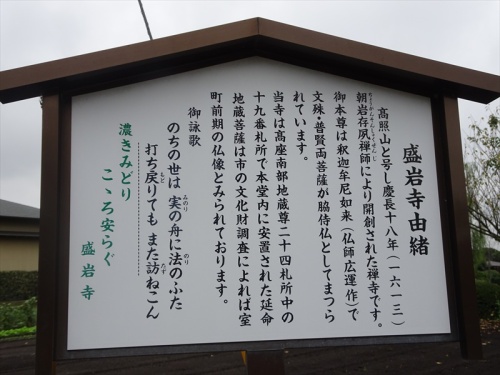 盛岩寺由緒
高照山と号し慶長十八年（一六一三）
朝岩存夙禅師により開創された禅寺です。
御本尊は釈迦牟尼如来（仏師広運作）で
文殊・普賢両菩薩が脇侍仏としてまつら
れています。
当寺は高座南部地蔵尊二十四札所中の
十九番札所で本堂内に安置された延命
地蔵菩薩は市の文化財調査によれば室
町前期の仏像とみられております。
御詠歌
のちの世は 実の舟に法のふた
打ち戻りても また訪ねこん
濃きみどり
こゝろ安らぐ
盛岩寺